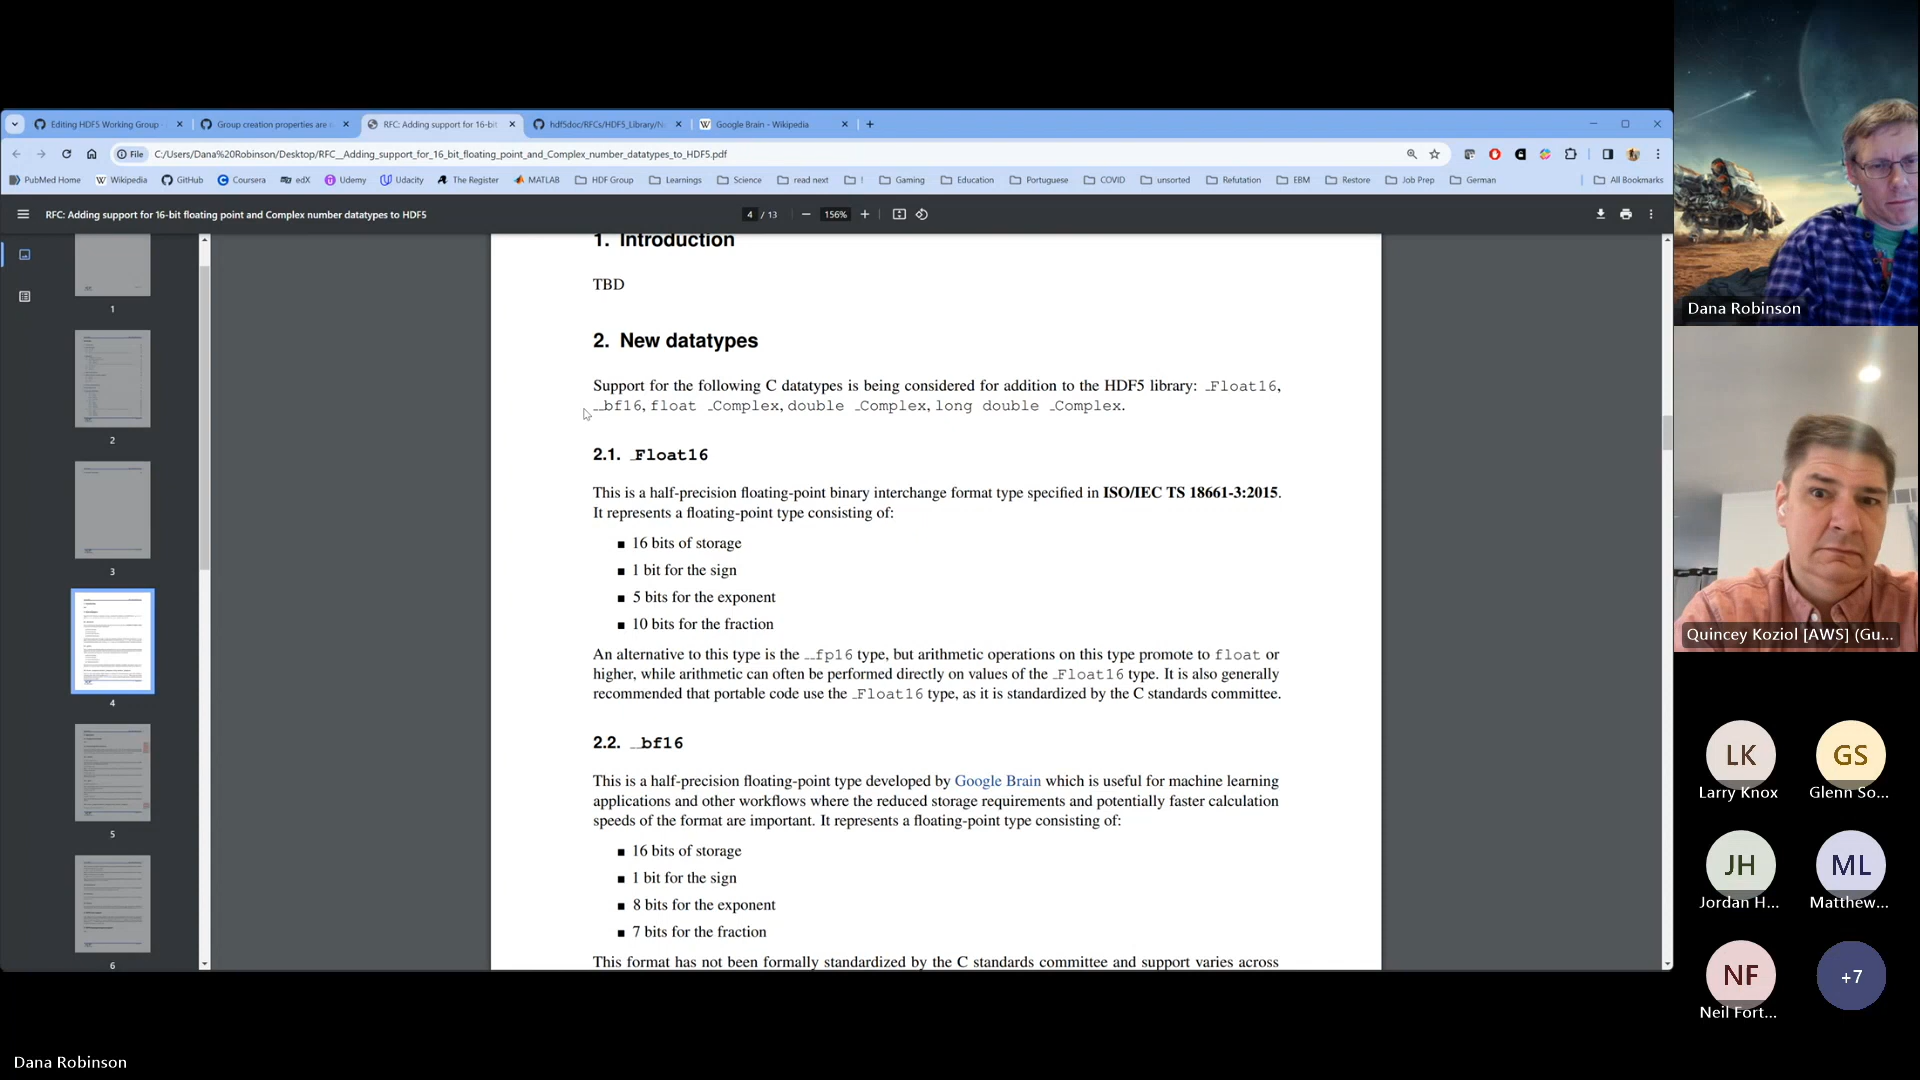 Editing HDF5 Working Group
Group creation properties are
RFC: Adding support for 16-bit
hdf5doc/RFCs/HDF5_Library/N
Google Brain - Wikipedia
File
C:/Users/Dana%20Robinson/Desktop/RFC__Adding_support_for_16_bit_floating_point_and_Complex_number_datatypes_to_HDF5.pdf
PubMed Home
Wikipedia
GitHub
Coursera
edX
Udemy
Udacity
The Register
MATLAB
HDF Group
Learnings
Science
read next
!
Gaming
Education
Portuguese
COVID
unsorted
Refutation
EBM
Restore
Job Prep
German
All Bookmarks
RFC: Adding support for 16-bit floating point and Complex number datatypes to HDF5
4 / 13
156%
1
2
3
4
5
6
1. Introduction
TBD
2. New datatypes
Support for the following C datatypes is being considered for addition to the HDF5 library: _Float16,
__bf16, float _Complex, double _Complex, long double _Complex.
2.1. _Float16
This is a half-precision floating-point binary interchange format type specified in ISO/IEC TS 18661-3:2015.
It represents a floating-point type consisting of:
■ 16 bits of storage
■ 1 bit for the sign
■ 5 bits for the exponent
■ 10 bits for the fraction
An alternative to this type is the __fp16 type, but arithmetic operations on this type promote to float or
higher, while arithmetic can often be performed directly on values of the _Float16 type. It is also generally
recommended that portable code use the _Float16 type, as it is standardized by the C standards committee.
2.2. __bf16
This is a half-precision floating-point type developed by Google Brain which is useful for machine learning
applications and other workflows where the reduced storage requirements and potentially faster calculation
speeds of the format are important. It represents a floating-point type consisting of:
■ 16 bits of storage
■ 1 bit for the sign
■ 8 bits for the exponent
■ 7 bits for the fraction
This format has not been formally standardized by the C standards committee and support varies across
Dana Robinson
Quincey Koziol [AWS] (Gu...
LK
Larry Knox
GS
Glenn So...
JH
Jordan H...
ML
Matthew...
NF
Neil Fort...
+7
Dana Robinson